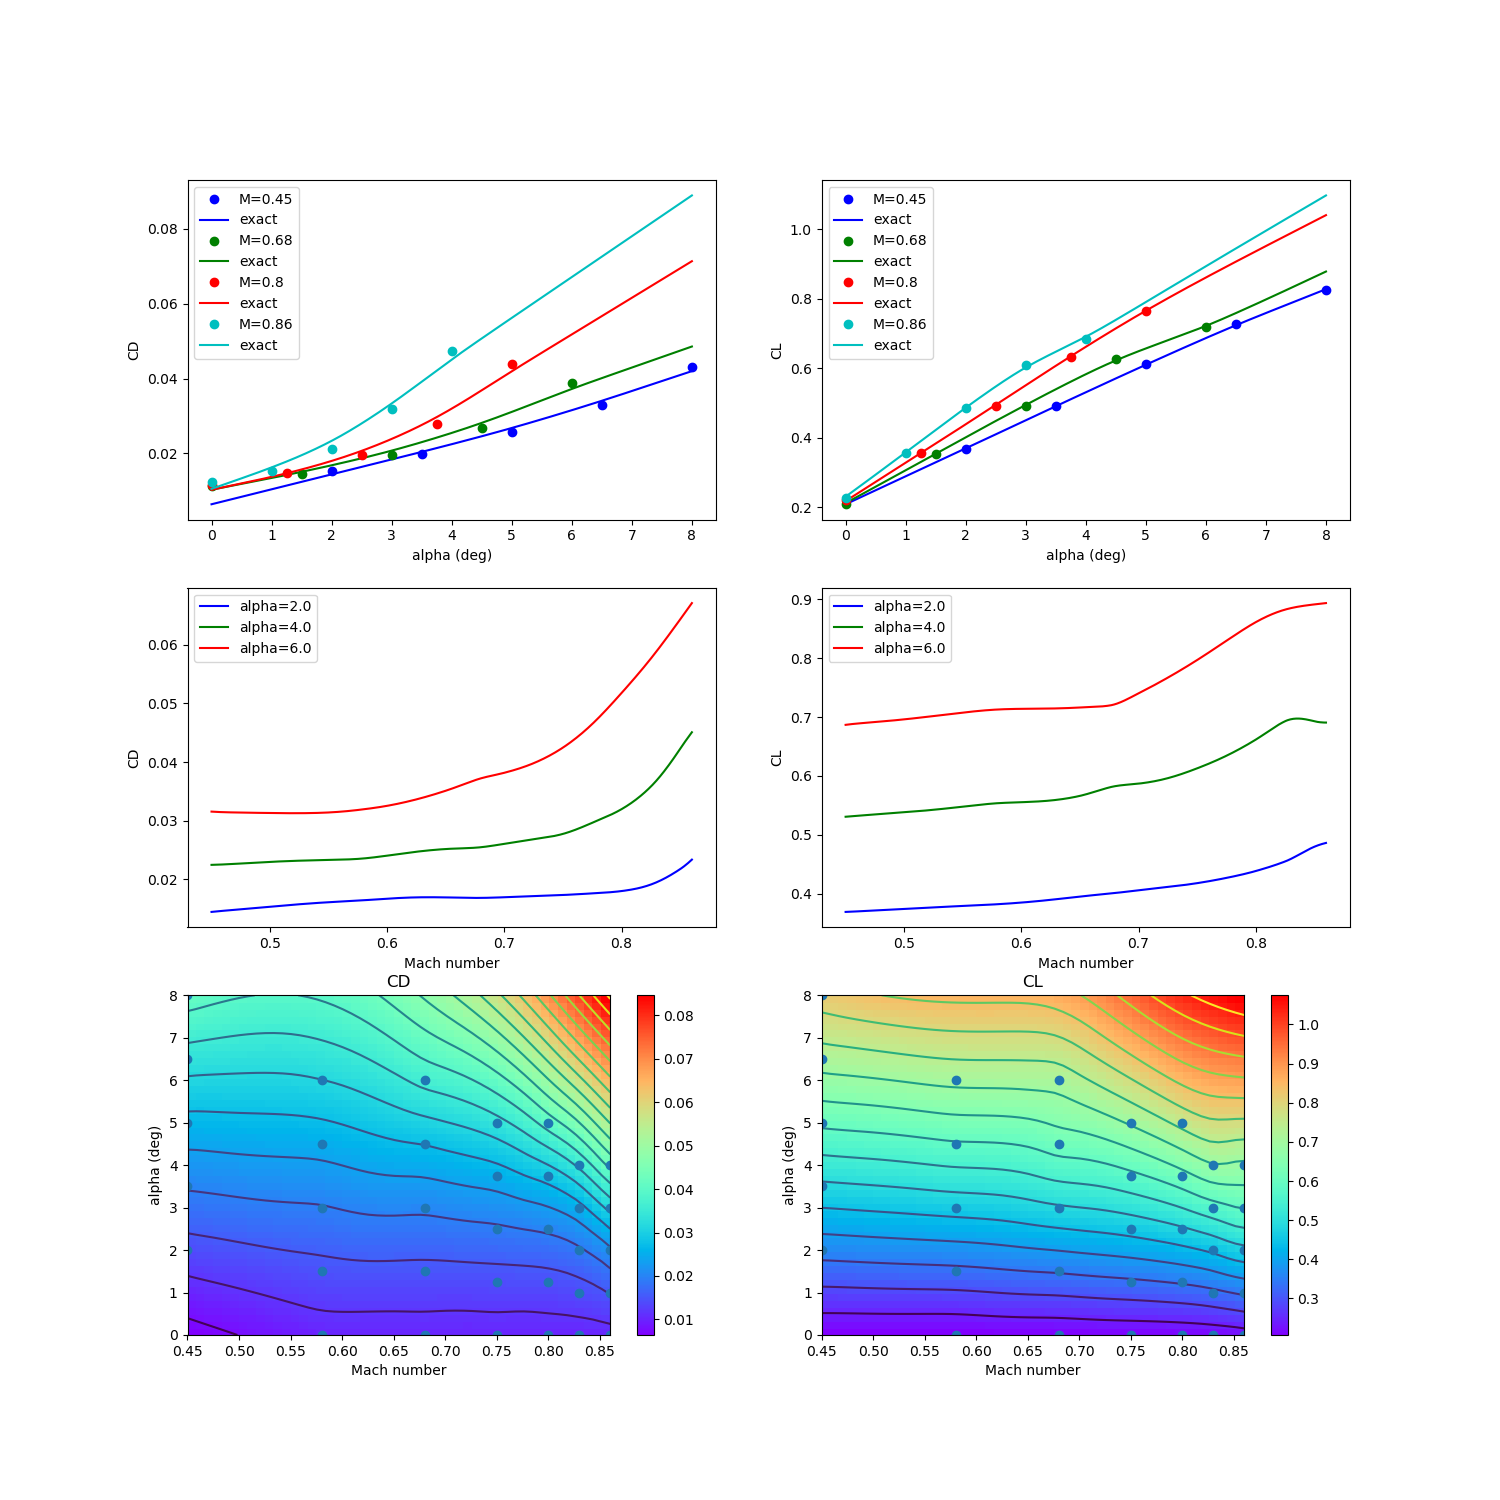 CD
0.08
0.06
0.04
0.02
M=0.45
exact
M=0.68
exact
M=0.8
exact
M=0.86
exact
0 1 2 3 4 5 6 7 8
alpha (deg)
CL
1.0
0.8
0.6
0.4
0.2
M=0.45
exact
M=0.68
exact
M=0.8
exact
M=0.86
exact
0 1 2 3 4 5 6 7 8
alpha (deg)
CD
0.06
0.05
0.04
0.03
0.02
alpha=2.0
alpha=4.0
alpha=6.0
0.5 0.6 0.7 0.8
Mach number
CL
0.9
0.8
0.7
0.6
0.5
0.4
alpha=2.0
alpha=4.0
alpha=6.0
0.5 0.6 0.7 0.8
Mach number
CD
alpha (deg)
8
7
6
5
4
3
2
1
0
0.45 0.50 0.55 0.60 0.65 0.70 0.75 0.80 0.85
Mach number
0.08
0.07
0.06
0.05
0.04
0.03
0.02
0.01
CL
alpha (deg)
8
7
6
5
4
3
2
1
0
0.45 0.50 0.55 0.60 0.65 0.70 0.75 0.80 0.85
Mach number
1.0
0.9
0.8
0.7
0.6
0.5
0.4
0.3